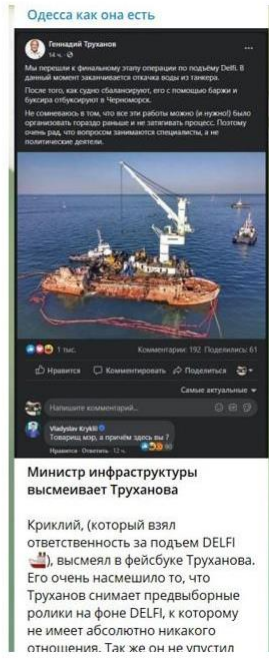 Одесса как она есть
Геннадий Труханов
14 ч. ·
Мы перешли к финальному этапу операции по подъёму Delfi. В
данный момент заканчивается откачка воды из танкера.
После того, как судно сбалансируют, его с помощью баржи и
буксира отбуксируют в Черноморск.
Не сомневаюсь в том, что все эти работы можно (и нужно!) было
организовать гораздо раньше и не затягивать процесс. Поэтому
очень рад, что вопросом занимаются специалисты, а не
политические деятели.
1 тыс. Комментарии: 192 Поделились: 61
Нравится Комментировать Поделиться
Самые актуальные
Напишите комментарий...
Vladyslav Kryklii
Товарищ мэр, а причём здесь вы ?
Нравится · Ответить · 12 ч. 90
Министр инфраструктуры
высмеивает Труханова
Криклий, (который взял
ответственность за подъем DELFI
🚢), высмеял в фейсбуке Труханова.
Его очень насмешило то, что
Труханов снимает предвыборные
ролики на фоне DELFI, к которому
не имеет абсолютно никакого
отношения. Так же он не упустил